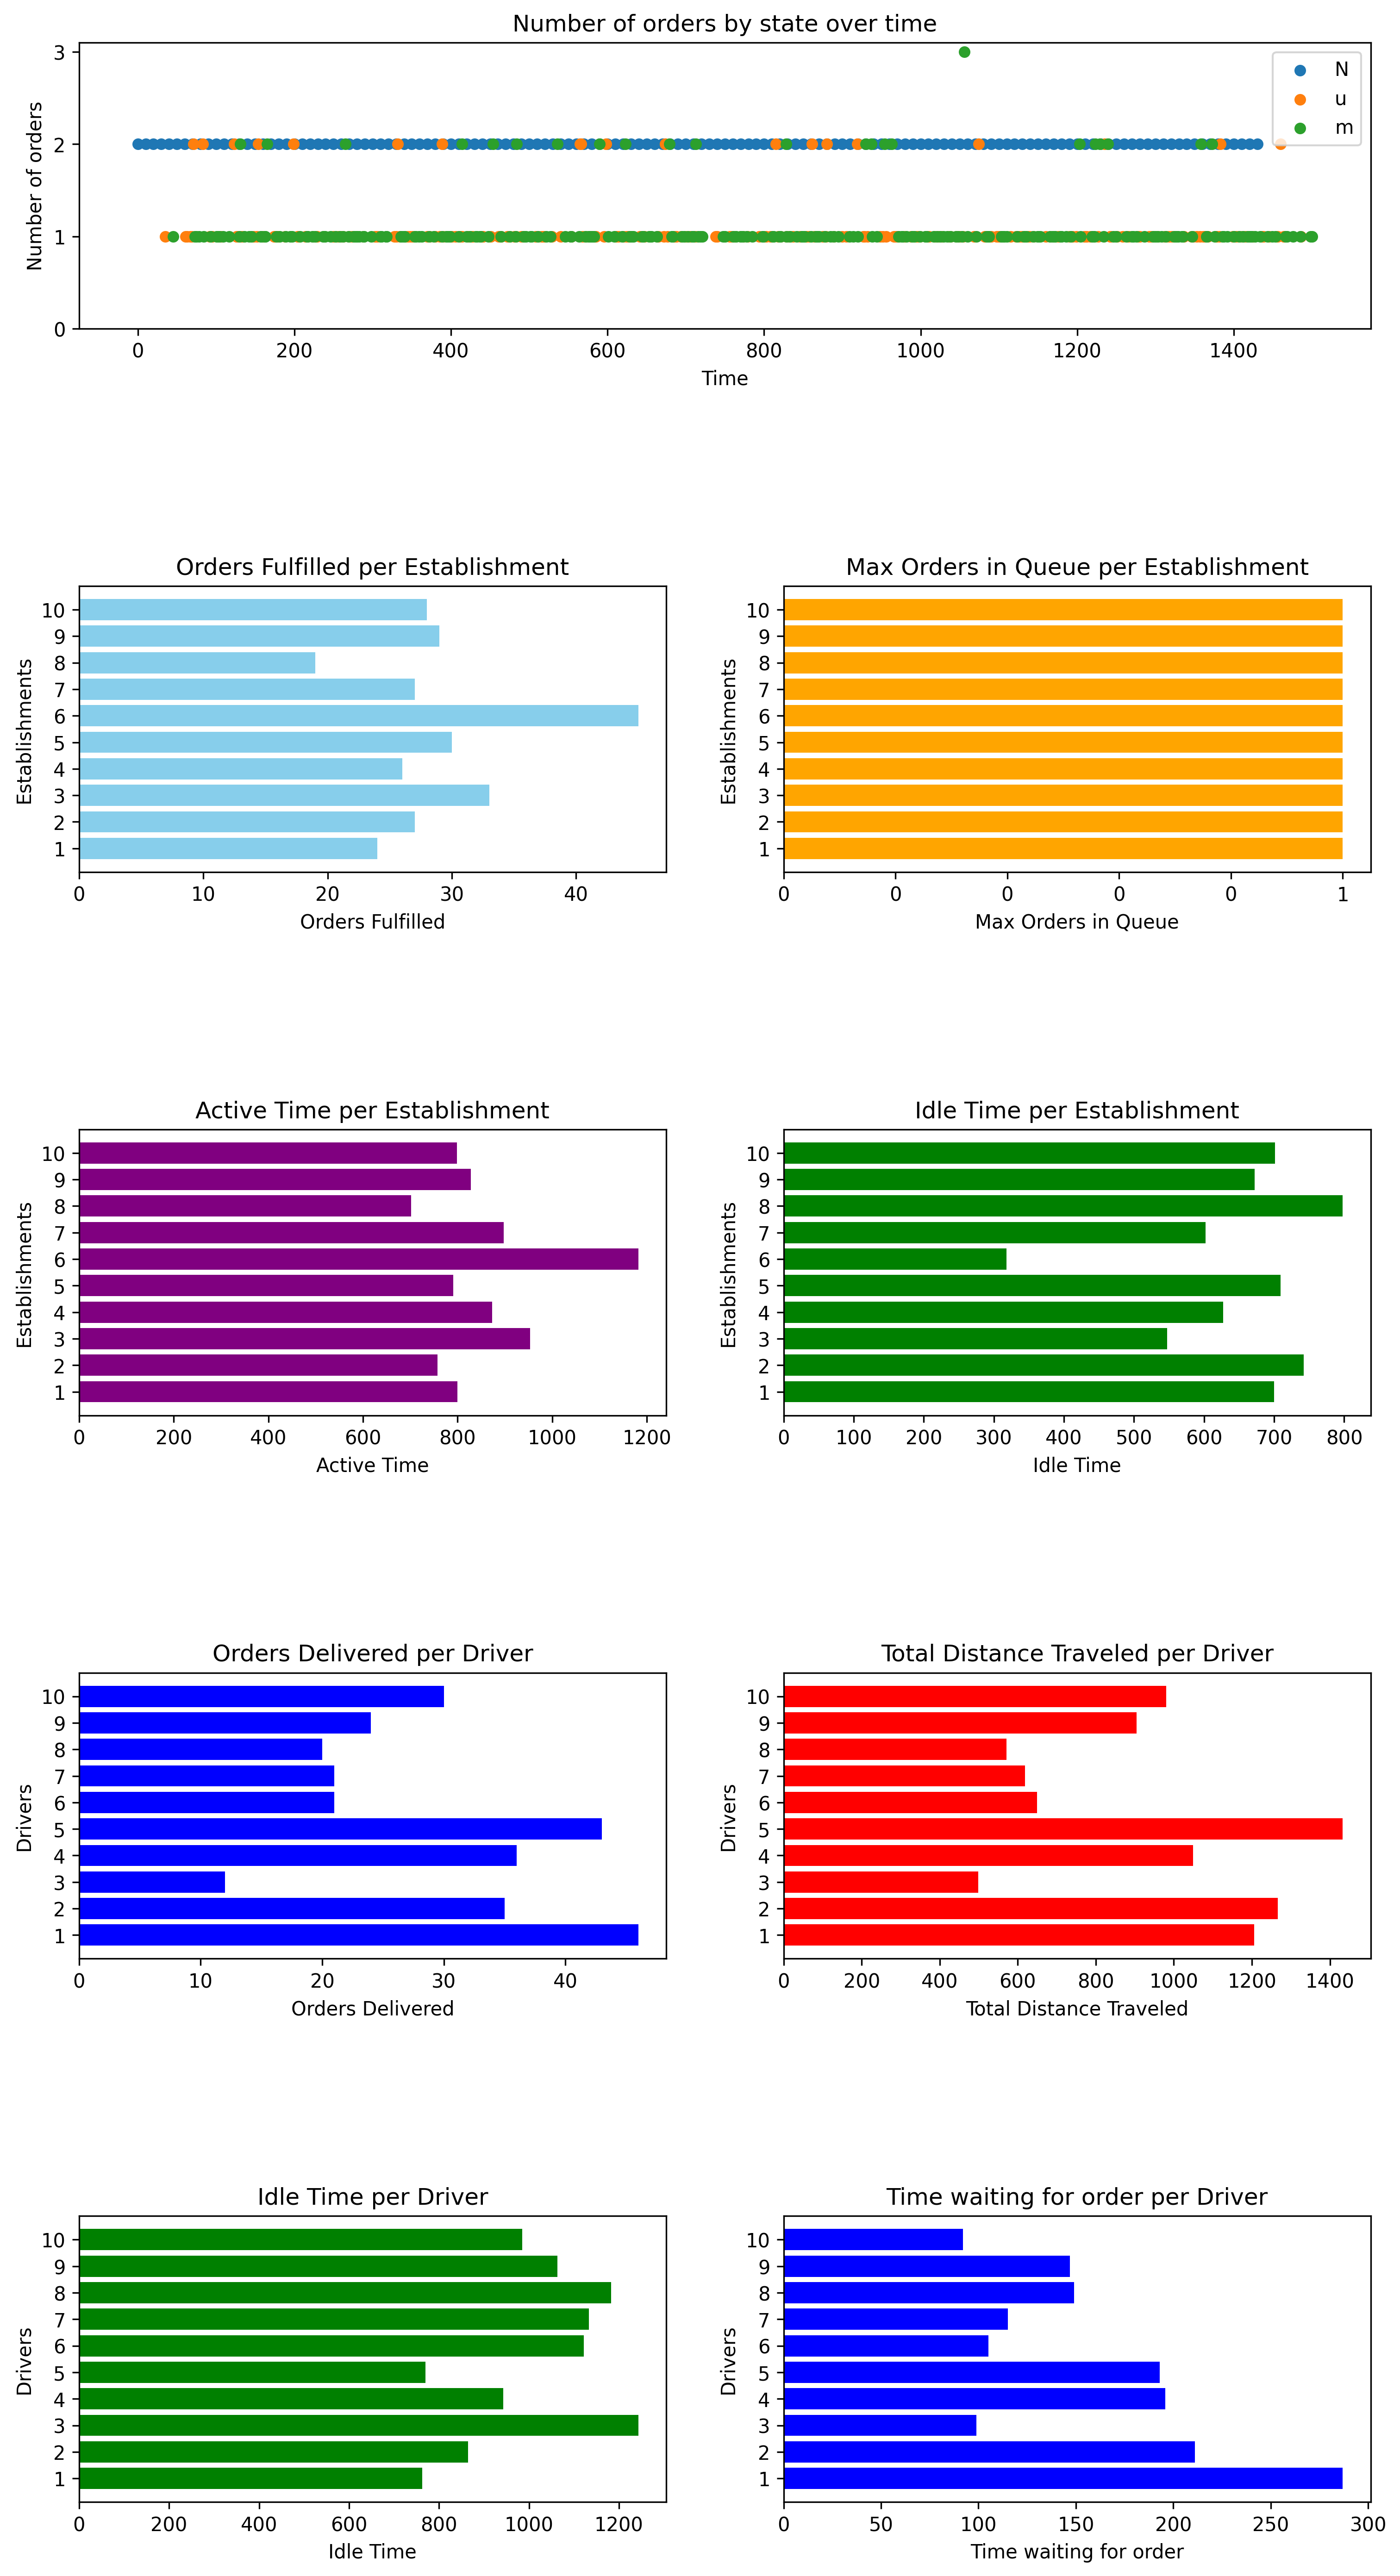 Number of orders by state over time
3
2
1
0
Number of orders
N
u
m
0 200 400 600 800 1000 1200 1400
Time
Orders Fulfilled per Establishment
10
9
8
7
6
5
4
3
2
1
Establishments
0 10 20 30 40
Orders Fulfilled
Max Orders in Queue per Establishment
10
9
8
7
6
5
4
3
2
1
Establishments
0 0 0 0 0 1
Max Orders in Queue
Active Time per Establishment
10
9
8
7
6
5
4
3
2
1
Establishments
0 200 400 600 800 1000 1200
Active Time
Idle Time per Establishment
10
9
8
7
6
5
4
3
2
1
Establishments
0 100 200 300 400 500 600 700 800
Idle Time
Orders Delivered per Driver
10
9
8
7
6
5
4
3
2
1
Drivers
0 10 20 30 40
Orders Delivered
Total Distance Traveled per Driver
10
9
8
7
6
5
4
3
2
1
Drivers
0 200 400 600 800 1000 1200 1400
Total Distance Traveled
Idle Time per Driver
10
9
8
7
6
5
4
3
2
1
Drivers
0 200 400 600 800 1000 1200
Idle Time
Time waiting for order per Driver
10
9
8
7
6
5
4
3
2
1
Drivers
0 50 100 150 200 250 300
Time waiting for order